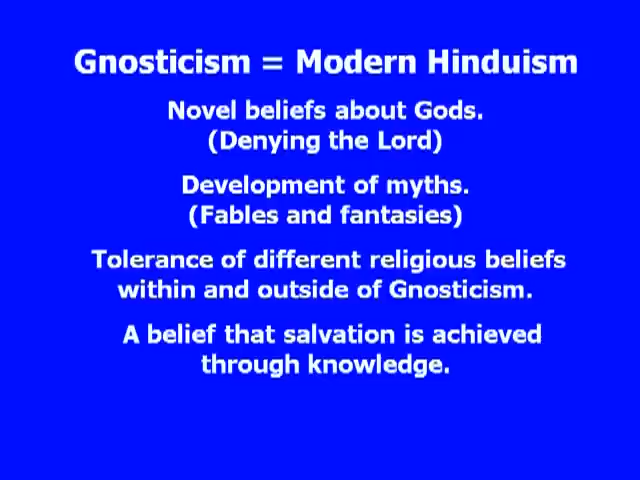 Gnosticism = Modern Hinduism
Novel beliefs about Gods.
(Denying the Lord)
Development of myths.
(Fables and fantasies)
Tolerance of different religious beliefs
within and outside of Gnosticism.
A belief that salvation is achieved
through knowledge.